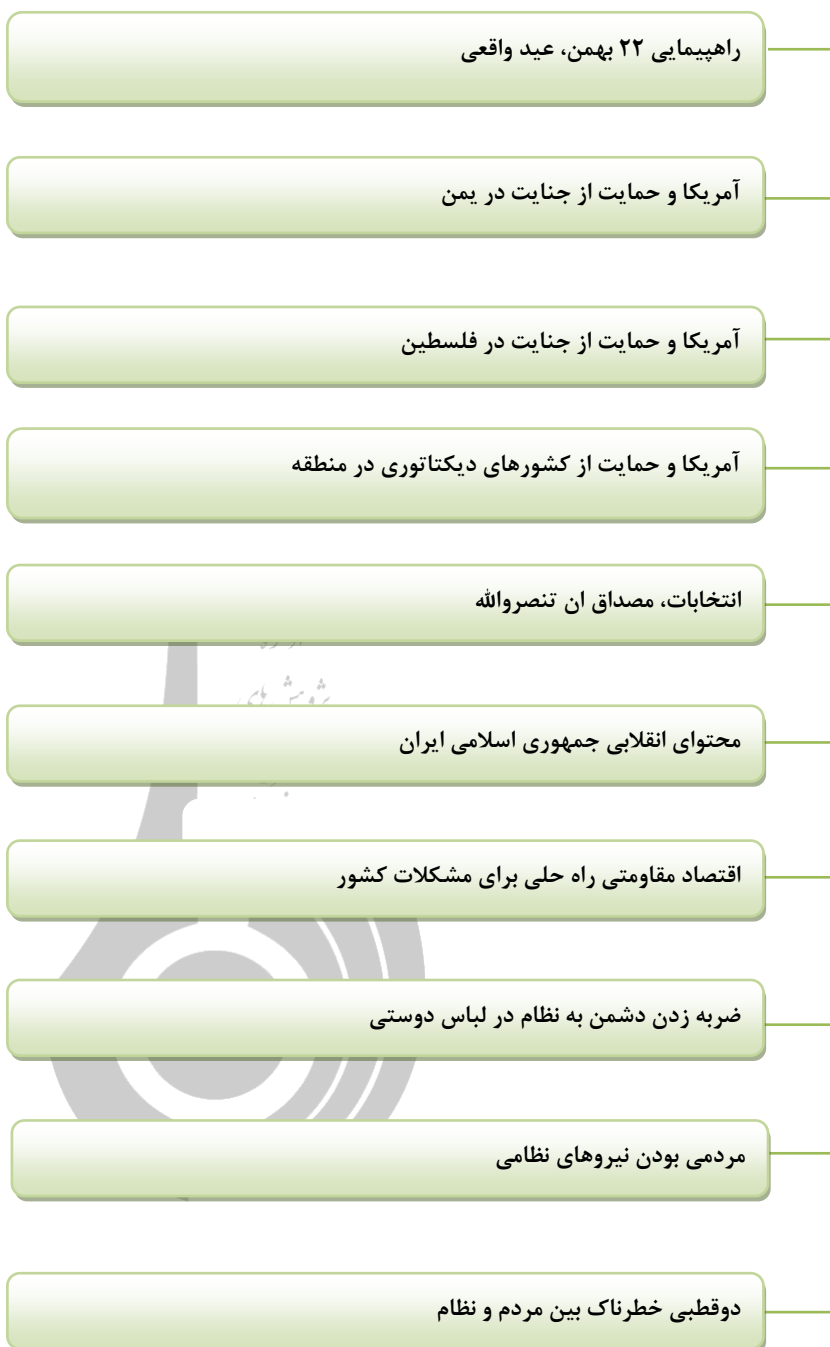 راهپیمایی ۲۲ بهمن، عید واقعی
آمریکا و حمایت از جنایت در یمن
آمریکا و حمایت از جنایت در فلسطین
آمریکا و حمایت از کشورهای دیکتاتوری در منطقه
انتخابات، مصداق ان تنصروالله
محتوای انقلابی جمهوری اسلامی ایران
اقتصاد مقاومتی راه حلی برای مشکلات کشور
ضربه زدن دشمن به نظام در لباس دوستی
مردمی بودن نیروهای نظامی
دوقطبی خطرناک بین مردم و نظام